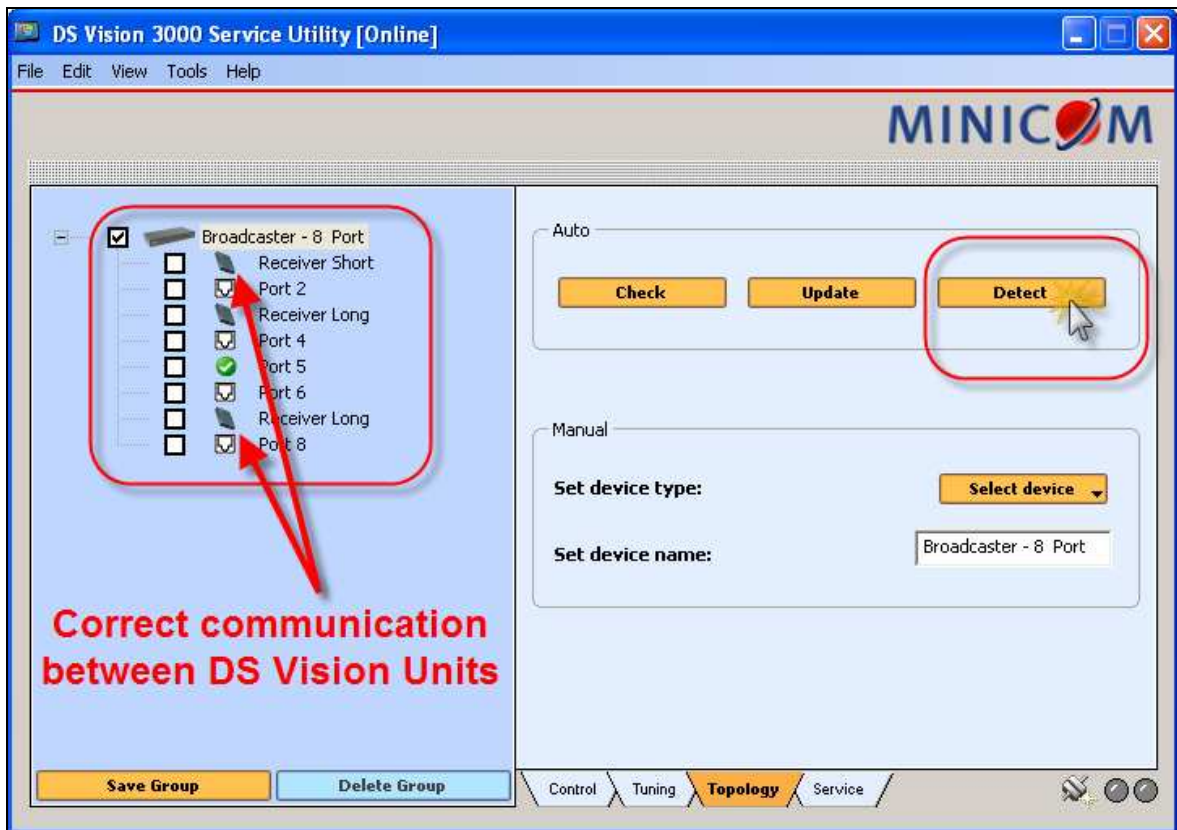 DS Vision 3000 Service Utility [Online]
File Edit View Tools Help
MINICOM
Broadcaster - 8 Port
Receiver Short
Port 2
Receiver Long
Port 4
Port 5
Port 6
Receiver Long
Port 8
Correct communication
between DS Vision Units
Save Group Delete Group
Auto
Check Update Detect
Manual
Set device type: Select device
Set device name: Broadcaster - 8 Port
Control Tuning Topology Service